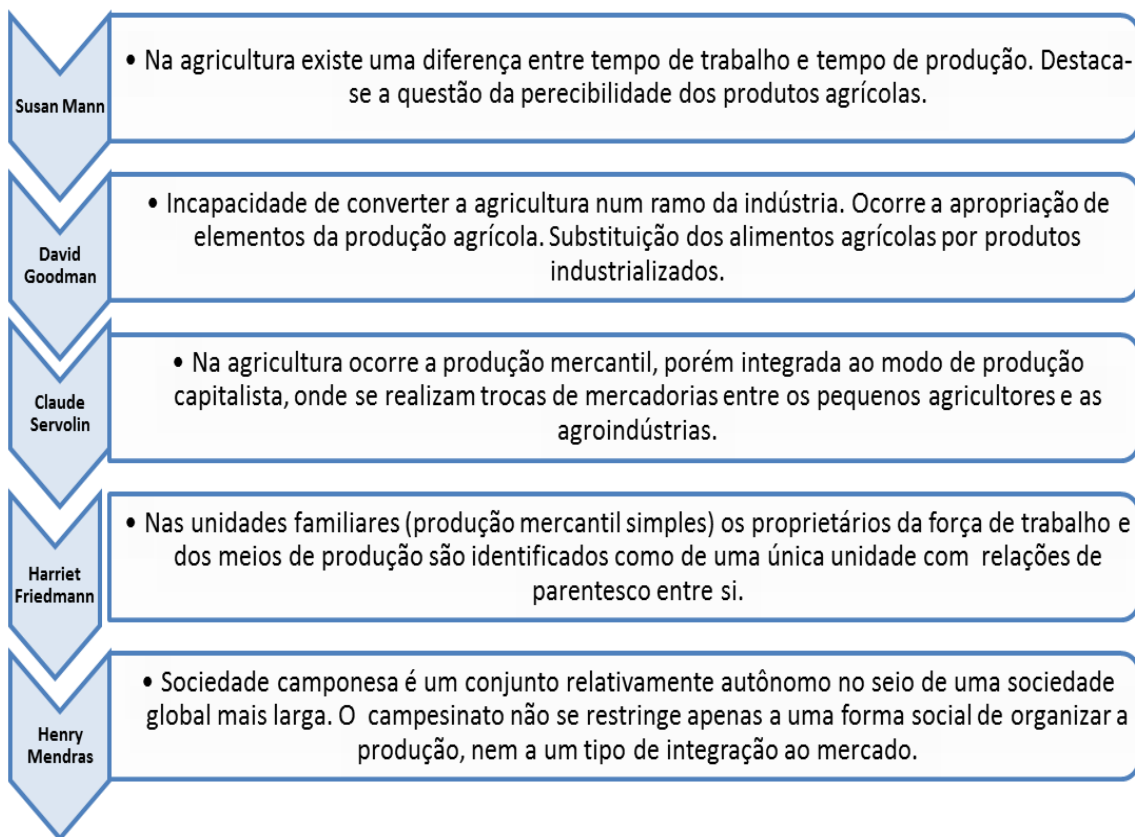 Susan Mann
• Na agricultura existe uma diferença entre tempo de trabalho e tempo de produção. Destaca-
se a questão da perecibilidade dos produtos agrícolas.
David
Goodman
• Incapacidade de converter a agricultura num ramo da indústria. Ocorre a apropriação de
elementos da produção agrícola. Substituição dos alimentos agrícolas por produtos
industrializados.
Claude
Servolin
• Na agricultura ocorre a produção mercantil, porém integrada ao modo de produção
capitalista, onde se realizam trocas de mercadorias entre os pequenos agricultores e as
agroindústrias.
Harriet
Friedmann
• Nas unidades familiares (produção mercantil simples) os proprietários da força de trabalho e
dos meios de produção são identificados como de uma única unidade com relações de
parentesco entre si.
Henry
Mendras
• Sociedade camponesa é um conjunto relativamente autônomo no seio de uma sociedade
global mais larga. O campesinato não se restringe apenas a uma forma social de organizar a
produção, nem a um tipo de integração ao mercado.